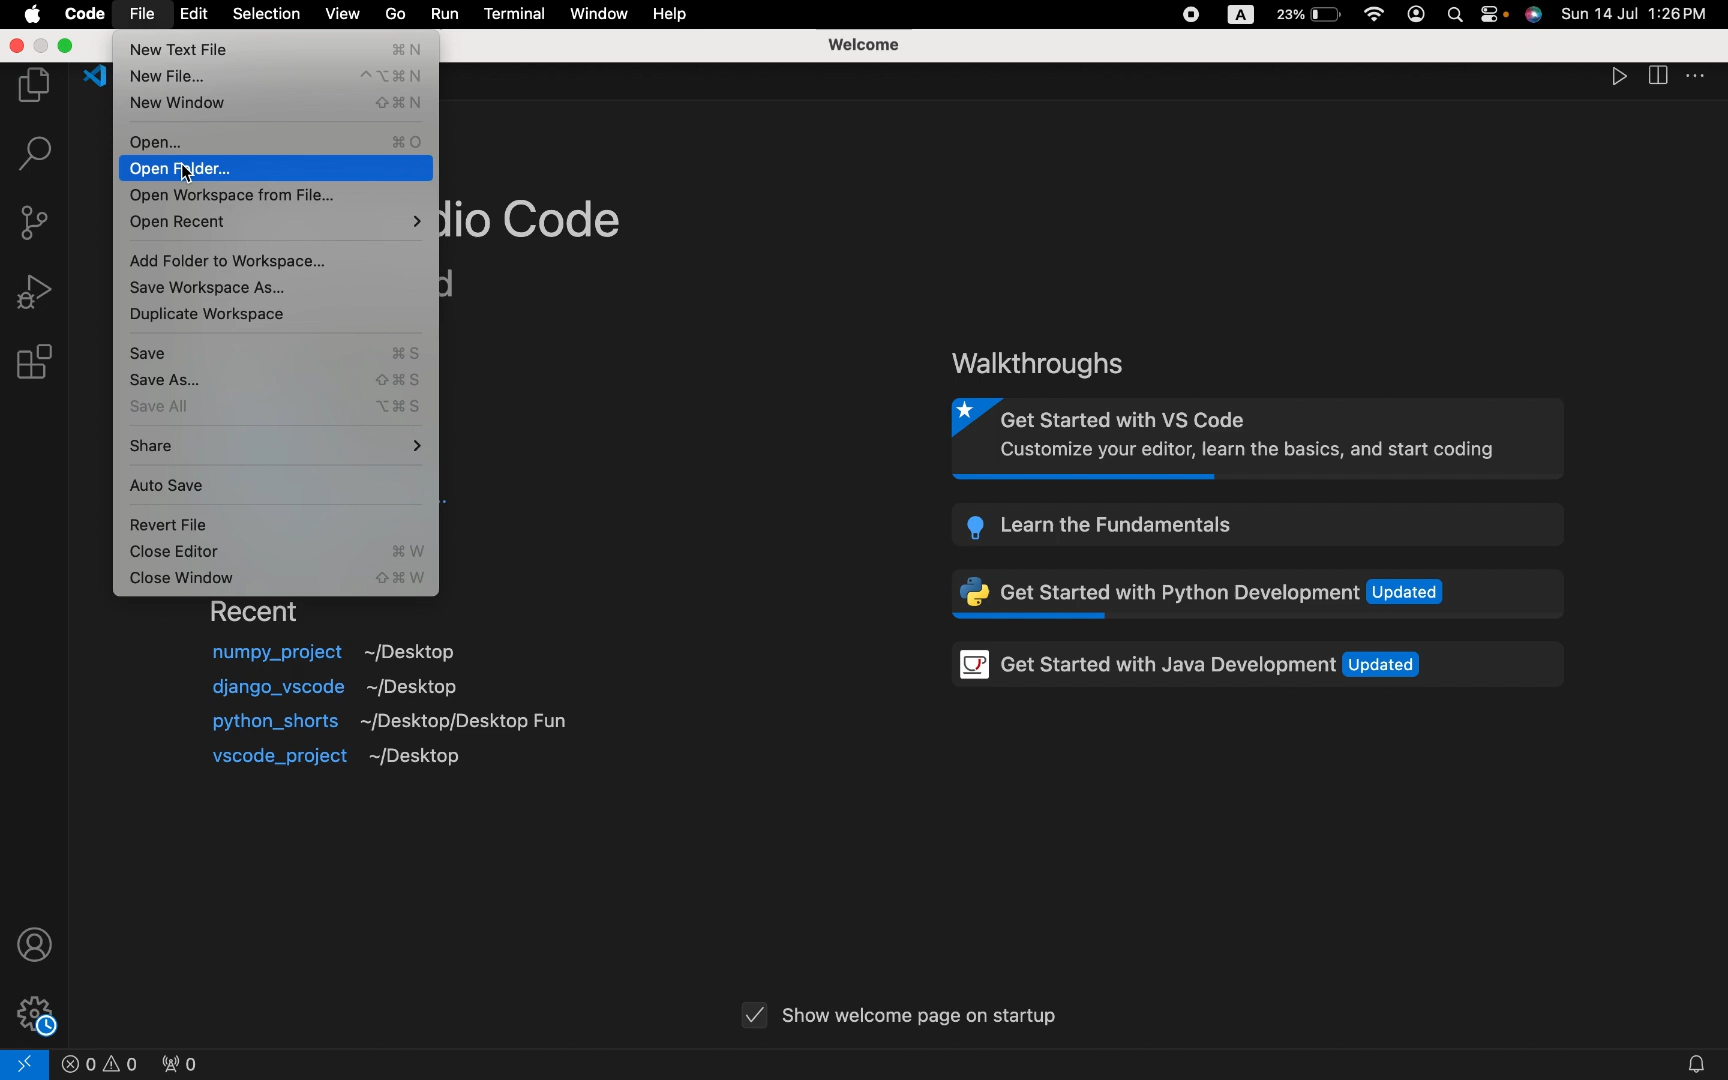 Code File Edit Selection View Go Run Terminal Window Help A 23% Sun 14 Jul 1:26 PM
Welcome
New Text File ⌘ N
New File... ^ ⌥ ⌘ N
New Window ⇧ ⌘ N
Open... ⌘ O
Open Folder...
Open Workspace from File...
Open Recent >
Add Folder to Workspace...
Save Workspace As...
Duplicate Workspace
Save ⌘ S
Save As... ⇧ ⌘ S
Save All ⌥ ⌘ S
Share >
Auto Save
Revert File
Close Editor ⌘ W
Close Window ⇧ ⌘ W
dio Code
d
Recent
numpy_project ~/Desktop
django_vscode ~/Desktop
python_shorts ~/Desktop/Desktop Fun
vscode_project ~/Desktop
Walkthroughs
Get Started with VS Code
Customize your editor, learn the basics, and start coding
Learn the Fundamentals
Get Started with Python Development Updated
Get Started with Java Development Updated
Show welcome page on startup
0 0 0